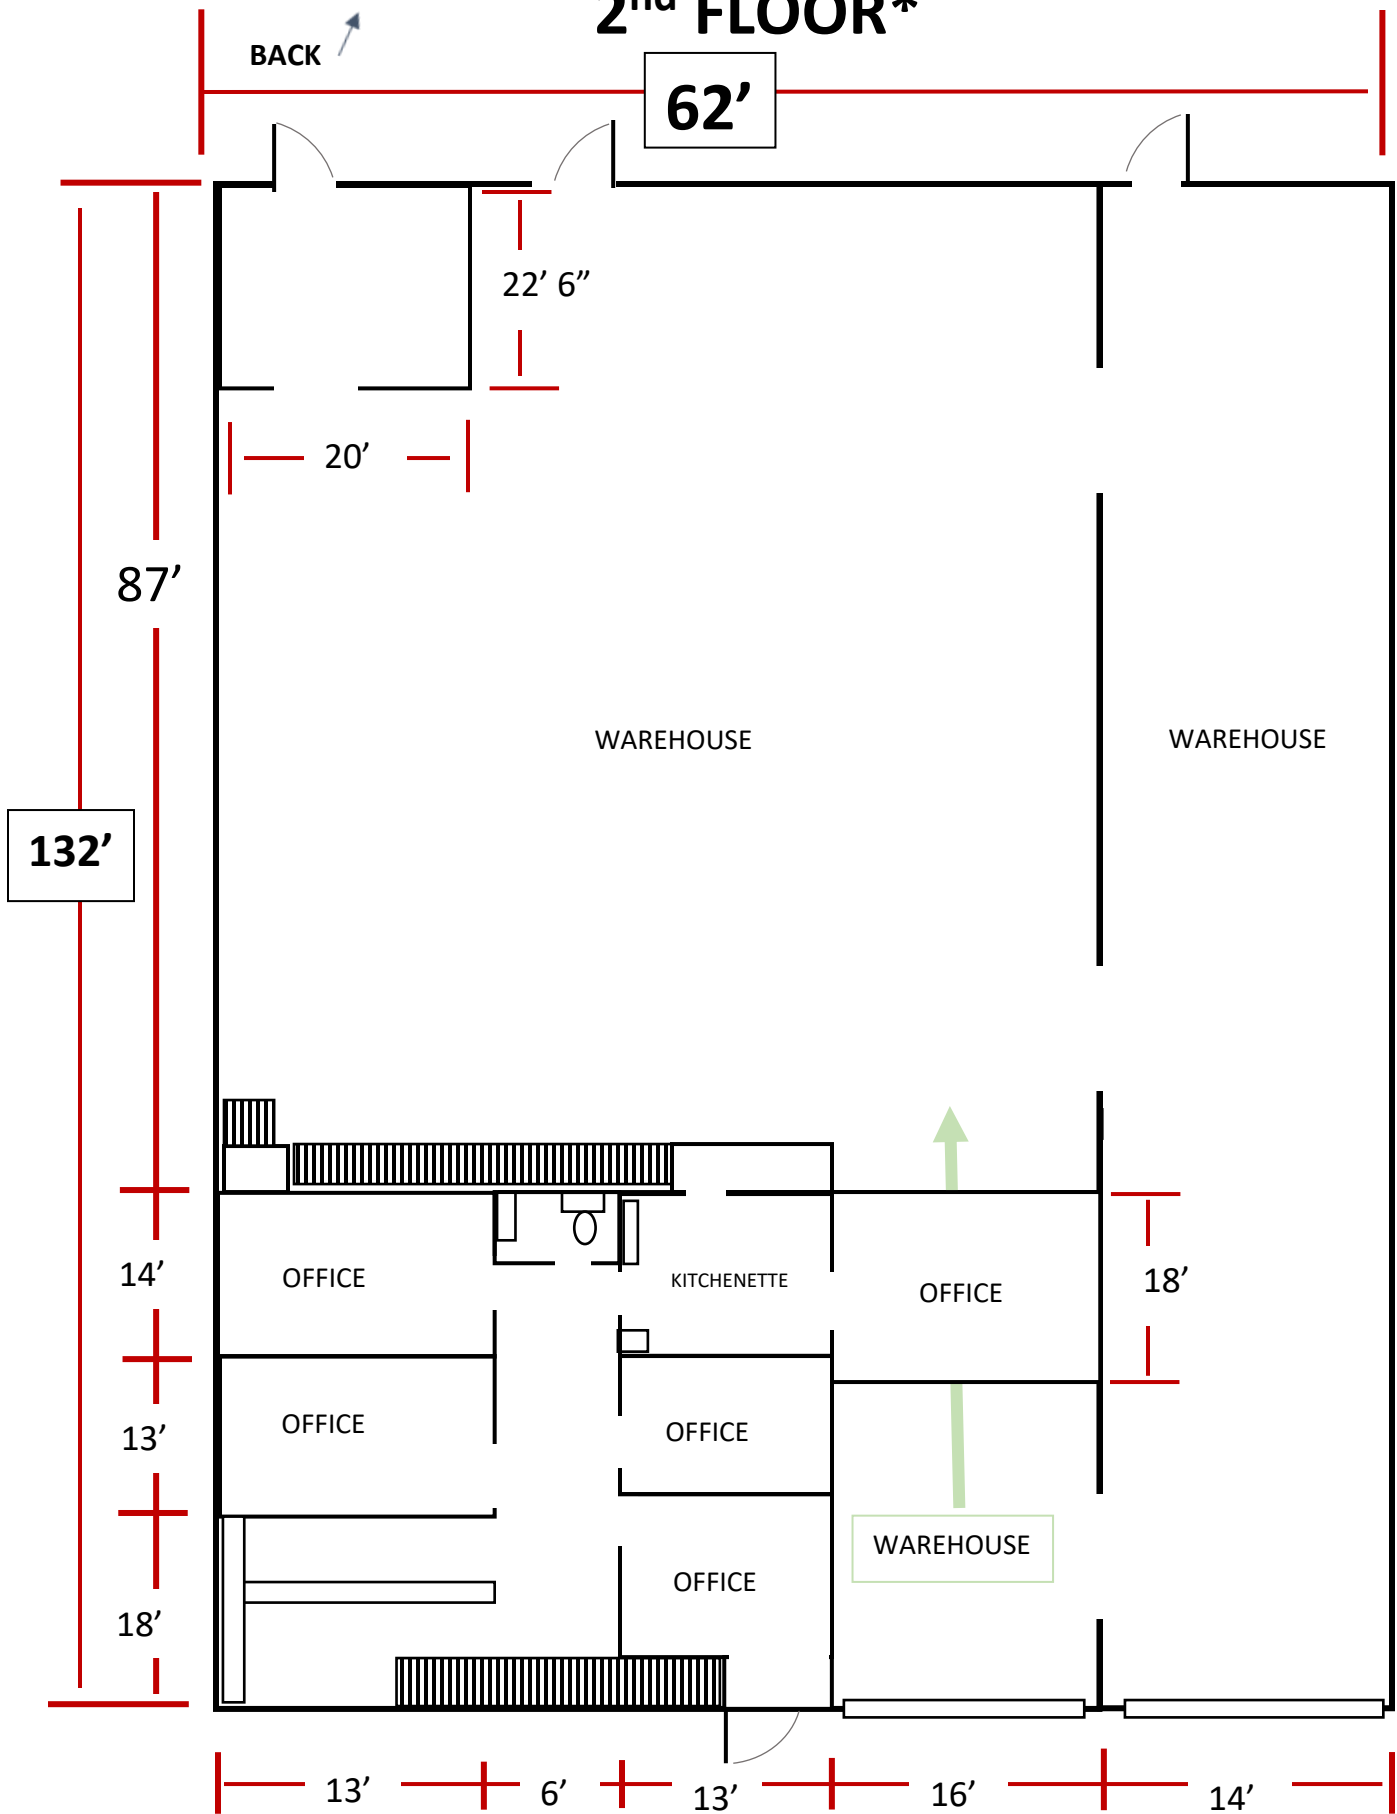 2nd FLOOR*
BACK
62’
22’ 6”
20’
87’
WAREHOUSE
WAREHOUSE
132’
14’
OFFICE
KITCHENETTE
OFFICE
18’
13’
OFFICE
OFFICE
WAREHOUSE
OFFICE
18’
13’
6’
13’
16’
14’